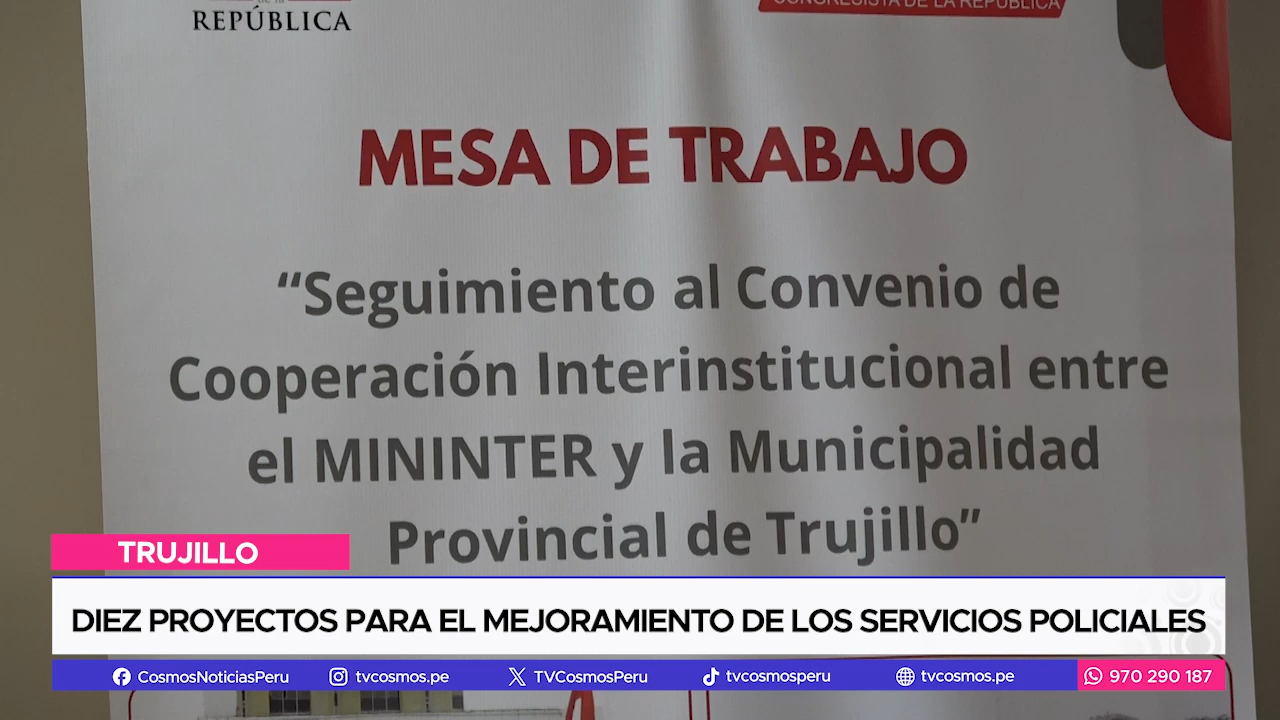 de la
REPÚBLICA
CONGRESISTA DE LA REPÚBLICA
MESA DE TRABAJO
“Seguimiento al Convenio de
Cooperación Interinstitucional entre
el MININTER y la Municipalidad
Provincial de Trujillo”
TRUJILLO
DIEZ PROYECTOS PARA EL MEJORAMIENTO DE LOS SERVICIOS POLICIALES
CosmosNoticiasPeru tvcosmos.pe TVCosmosPeru tvcosmosperu tvcosmos.pe 970 290 187